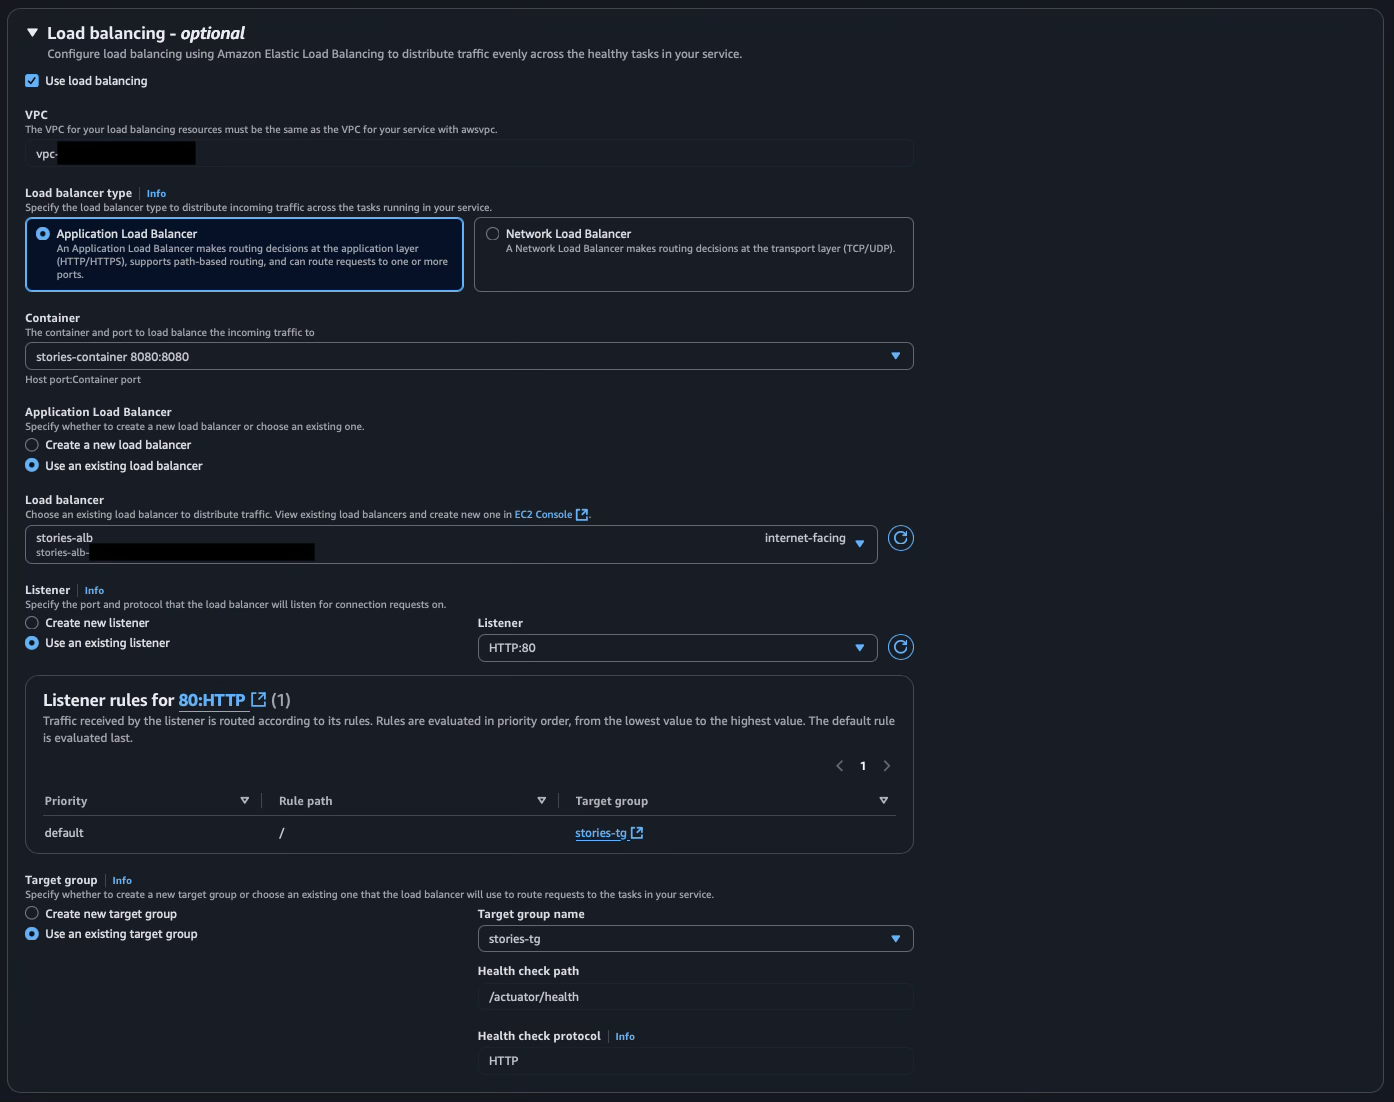 Load balancing - optional
Configure load balancing using Amazon Elastic Load Balancing to distribute traffic evenly across the healthy tasks in your service.
Use load balancing
VPC
The VPC for your load balancing resources must be the same as the VPC for your service with awsvpc.
vpc-
Load balancer type Info
Specify the load balancer type to distribute incoming traffic across the tasks running in your service.
Application Load Balancer
An Application Load Balancer makes routing decisions at the application layer
(HTTP/HTTPS), supports path-based routing, and can route requests to one or more
ports.
Network Load Balancer
A Network Load Balancer makes routing decisions at the transport layer (TCP/UDP).
Container
The container and port to load balance the incoming traffic to
stories-container 8080:8080
Host port:Container port
Application Load Balancer
Specify whether to create a new load balancer or choose an existing one.
Create a new load balancer
Use an existing load balancer
Load balancer
Choose an existing load balancer to distribute traffic. View existing load balancers and create new one in EC2 Console.
stories-alb internet-facing
stories-alb-
Listener Info
Specify the port and protocol that the load balancer will listen for connection requests on.
Create new listener
Use an existing listener
Listener
HTTP:80
Listener rules for 80:HTTP (1)
Traffic received by the listener is routed according to its rules. Rules are evaluated in priority order, from the lowest value to the highest value. The default rule
is evaluated last.
1
Priority Rule path Target group
default / stories-tg
Target group Info
Specify whether to create a new target group or choose an existing one that the load balancer will use to route requests to the tasks in your service.
Create new target group
Use an existing target group
Target group name
stories-tg
Health check path
/actuator/health
Health check protocol Info
HTTP